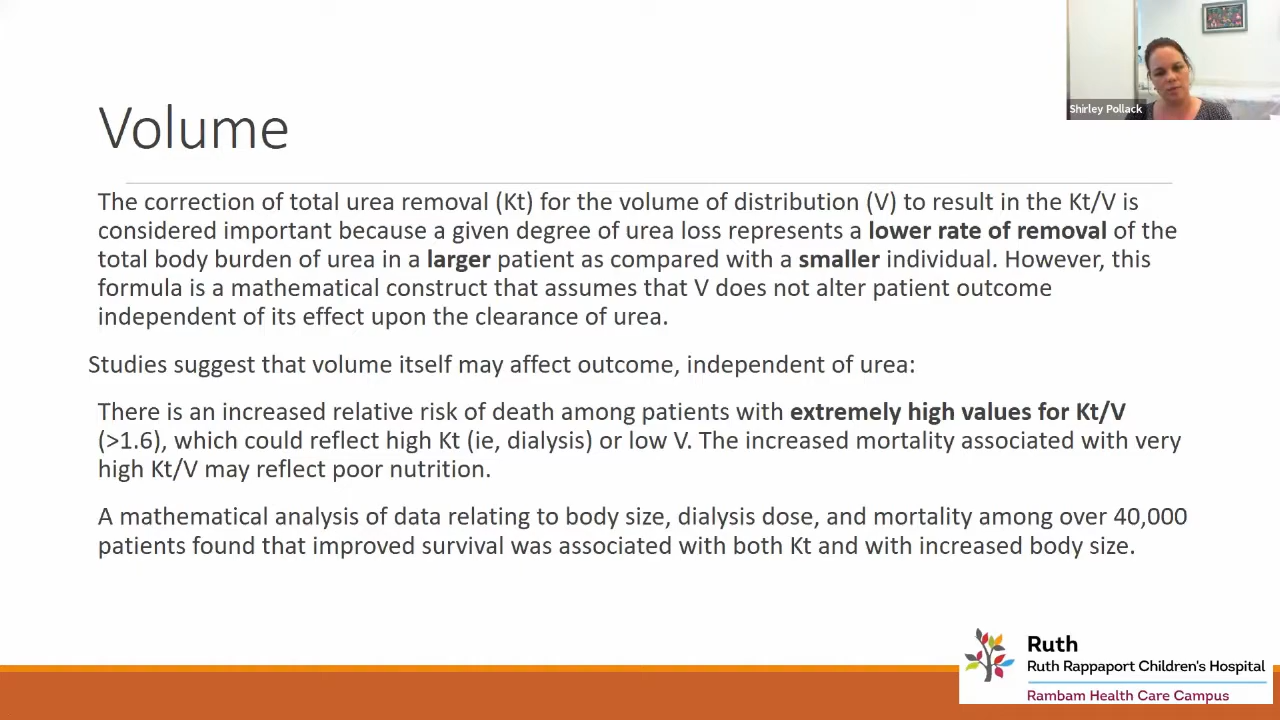 Shirley Pollack
Volume
The correction of total urea removal (Kt) for the volume of distribution (V) to result in the Kt/V is
considered important because a given degree of urea loss represents a lower rate of removal of the
total body burden of urea in a larger patient as compared with a smaller individual. However, this
formula is a mathematical construct that assumes that V does not alter patient outcome
independent of its effect upon the clearance of urea.
Studies suggest that volume itself may affect outcome, independent of urea:
There is an increased relative risk of death among patients with extremely high values for Kt/V
(>1.6), which could reflect high Kt (ie, dialysis) or low V. The increased mortality associated with very
high Kt/V may reflect poor nutrition.
A mathematical analysis of data relating to body size, dialysis dose, and mortality among over 40,000
patients found that improved survival was associated with both Kt and with increased body size.
Ruth
Ruth Rappaport Children's Hospital
Rambam Health Care Campus